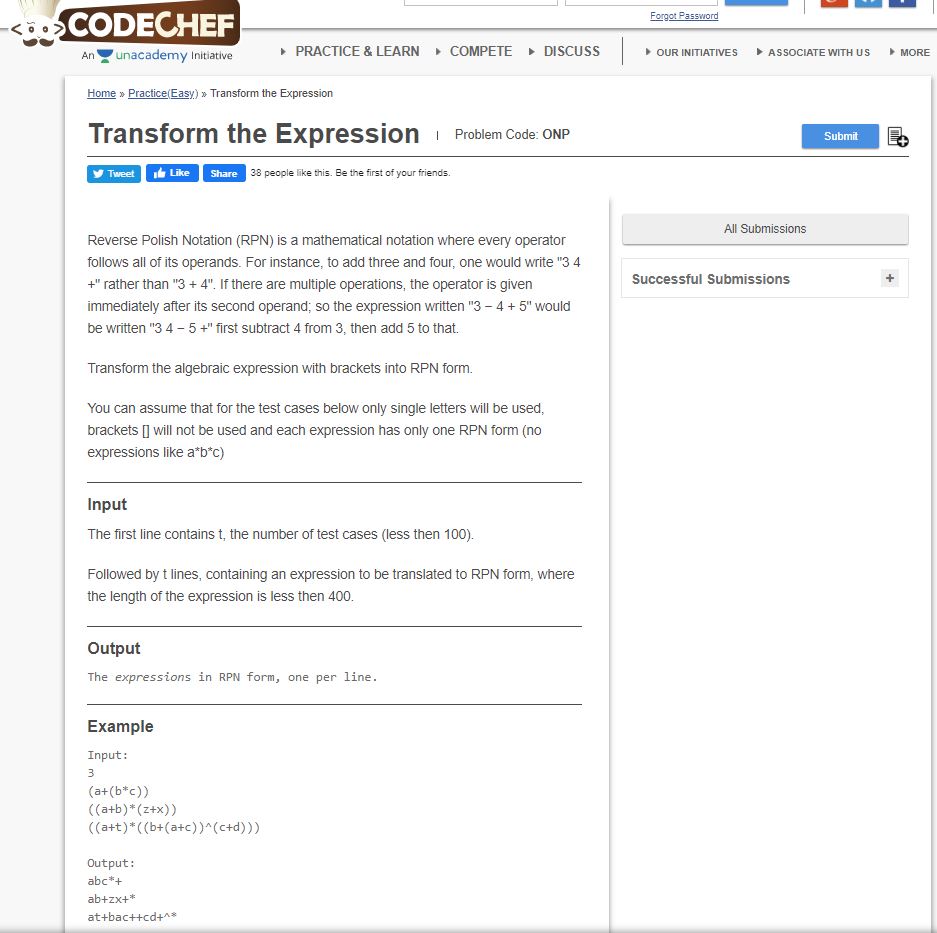 Forgot Password
CODECHEF
An unacademy Initiative
PRACTICE & LEARN COMPETE DISCUSS OUR INITIATIVES ASSOCIATE WITH US MORE
Home » Practice(Easy) » Transform the Expression
Transform the Expression | Problem Code: ONP
Submit
Tweet Like Share 38 people like this. Be the first of your friends.
All Submissions
Successful Submissions +
Reverse Polish Notation (RPN) is a mathematical notation where every operator
follows all of its operands. For instance, to add three and four, one would write "3 4
+" rather than "3 + 4". If there are multiple operations, the operator is given
immediately after its second operand; so the expression written "3 − 4 + 5" would
be written "3 4 − 5 +" first subtract 4 from 3, then add 5 to that.
Transform the algebraic expression with brackets into RPN form.
You can assume that for the test cases below only single letters will be used,
brackets [] will not be used and each expression has only one RPN form (no
expressions like a*b*c)
Input
The first line contains t, the number of test cases (less then 100).
Followed by t lines, containing an expression to be translated to RPN form, where
the length of the expression is less then 400.
Output
The expressions in RPN form, one per line.
Example
Input:
3
(a+(b*c))
((a+b)*(z+x))
((a+t)*((b+(a+c))^(c+d)))
Output:
abc*+
ab+zx+*
at+bac++cd+^*